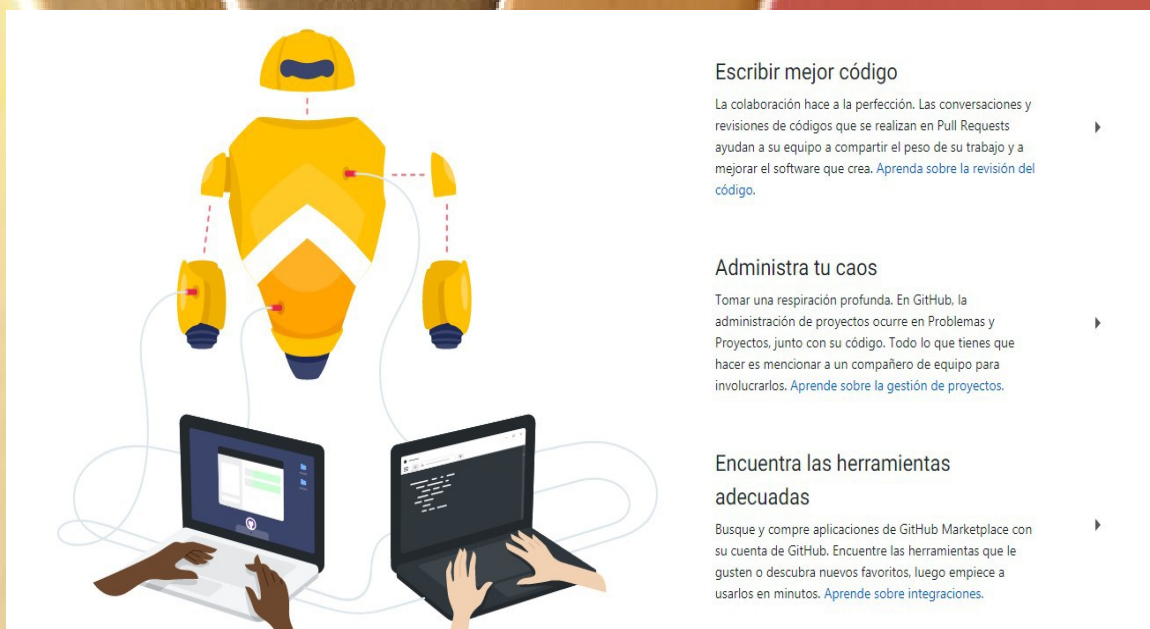 Escribir mejor código
La colaboración hace a la perfección. Las conversaciones y
revisiones de códigos que se realizan en Pull Requests
ayudan a su equipo a compartir el peso de su trabajo y a
mejorar el software que crea. Aprenda sobre la revisión del
código.
Administra tu caos
Tomar una respiración profunda. En GitHub, la
administración de proyectos ocurre en Problemas y
Proyectos, junto con su código. Todo lo que tienes que
hacer es mencionar a un compañero de equipo para
involucrarlos. Aprende sobre la gestión de proyectos.
Encuentra las herramientas
adecuadas
Busque y compre aplicaciones de GitHub Marketplace con
su cuenta de GitHub. Encuentre las herramientas que le
gusten o descubra nuevos favoritos, luego empiece a
usarlos en minutos. Aprende sobre integraciones.